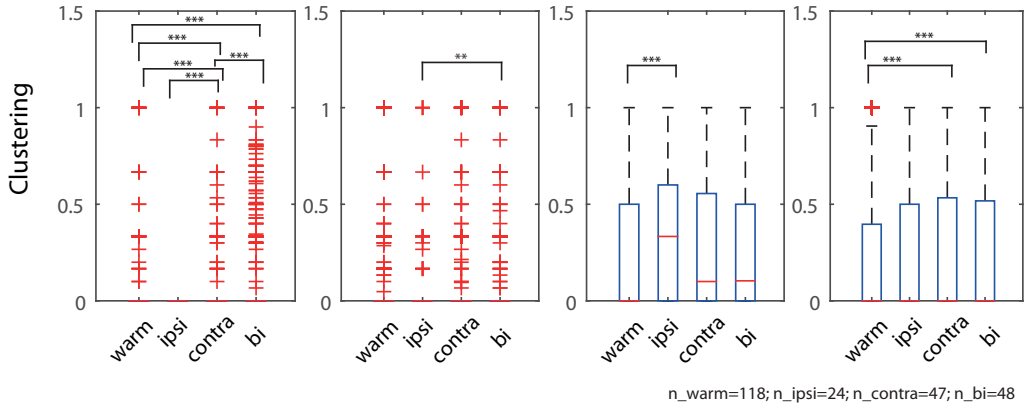 1.5 1.5 1.5 1.5
*** ***
*** ** *** ***
***
***
1 1 1 1
Clustering
0.5 0.5 0.5 0.5
0 0 0 0
warm ipsi contra bi warm ipsi contra bi warm ipsi contra bi warm ipsi contra bi
n_warm=118; n_ipsi=24; n_contra=47; n_bi=48